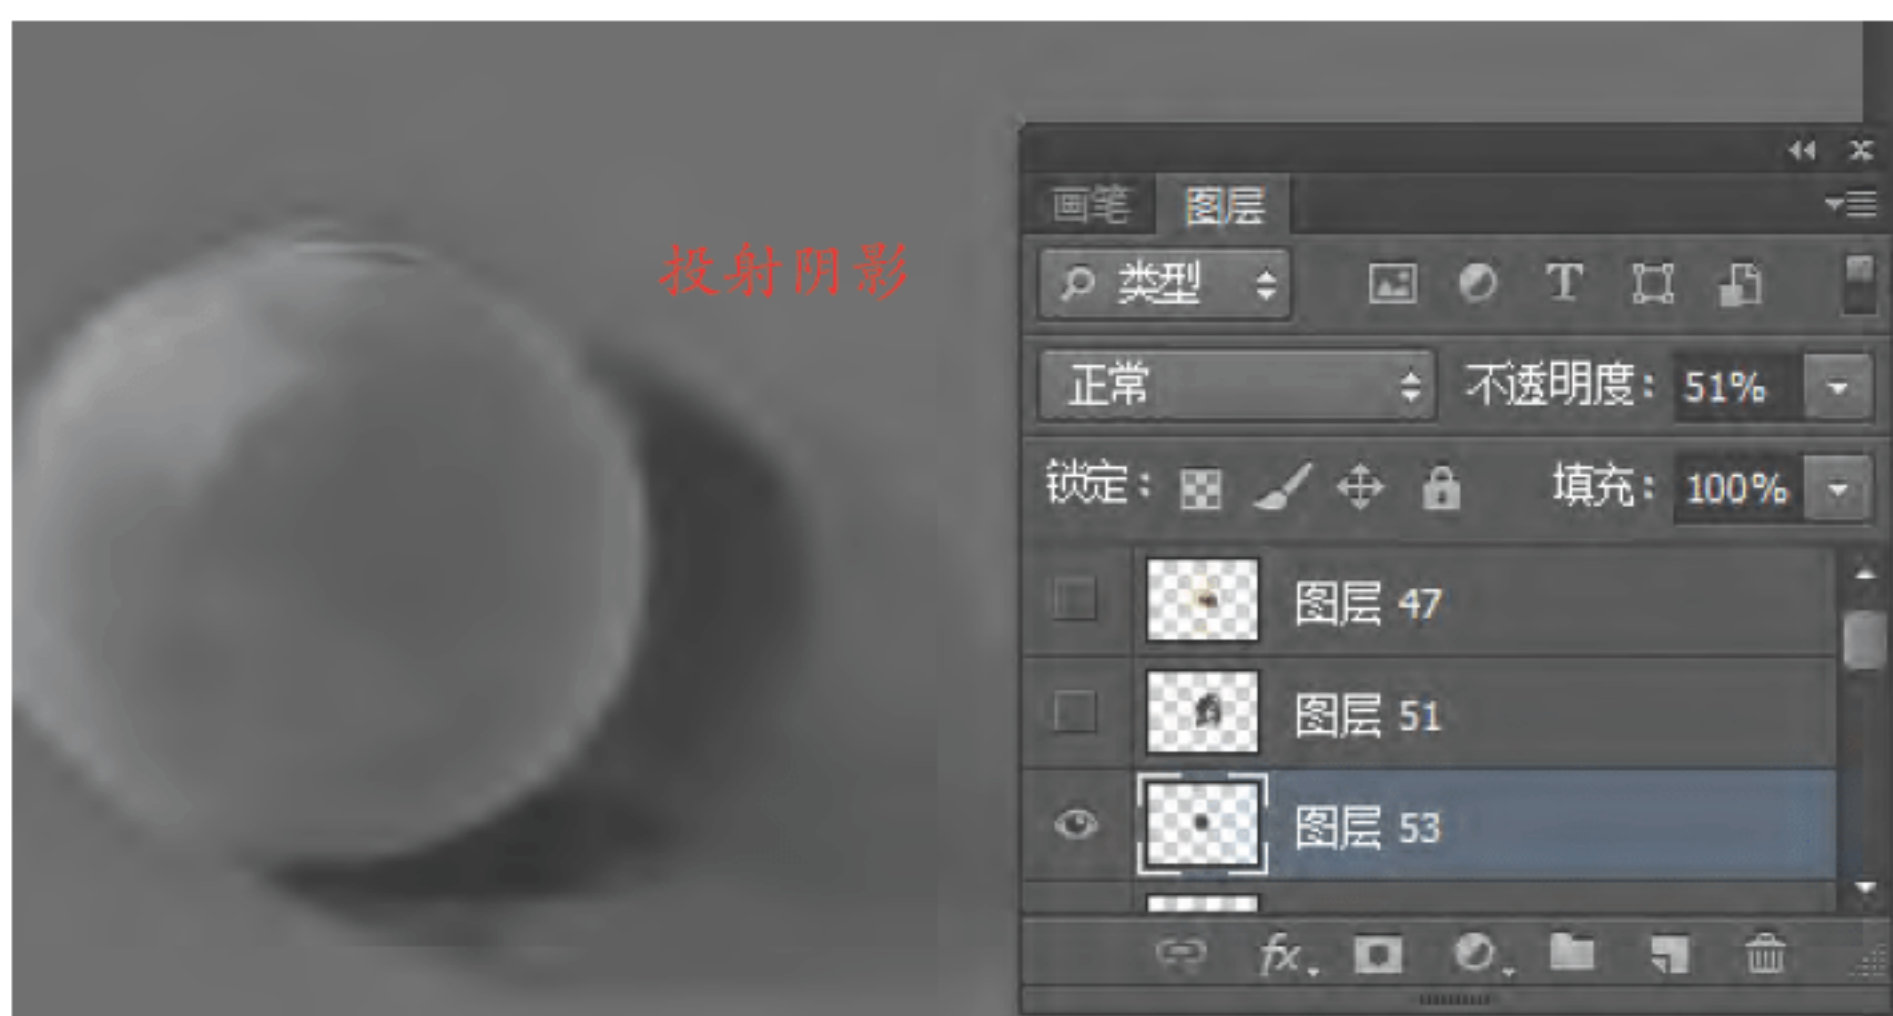 投射阴影
画笔 图层
类型 T
正常 不透明度: 51%
锁定: 填充: 100%
图层 47
图层 51
图层 53
fx.